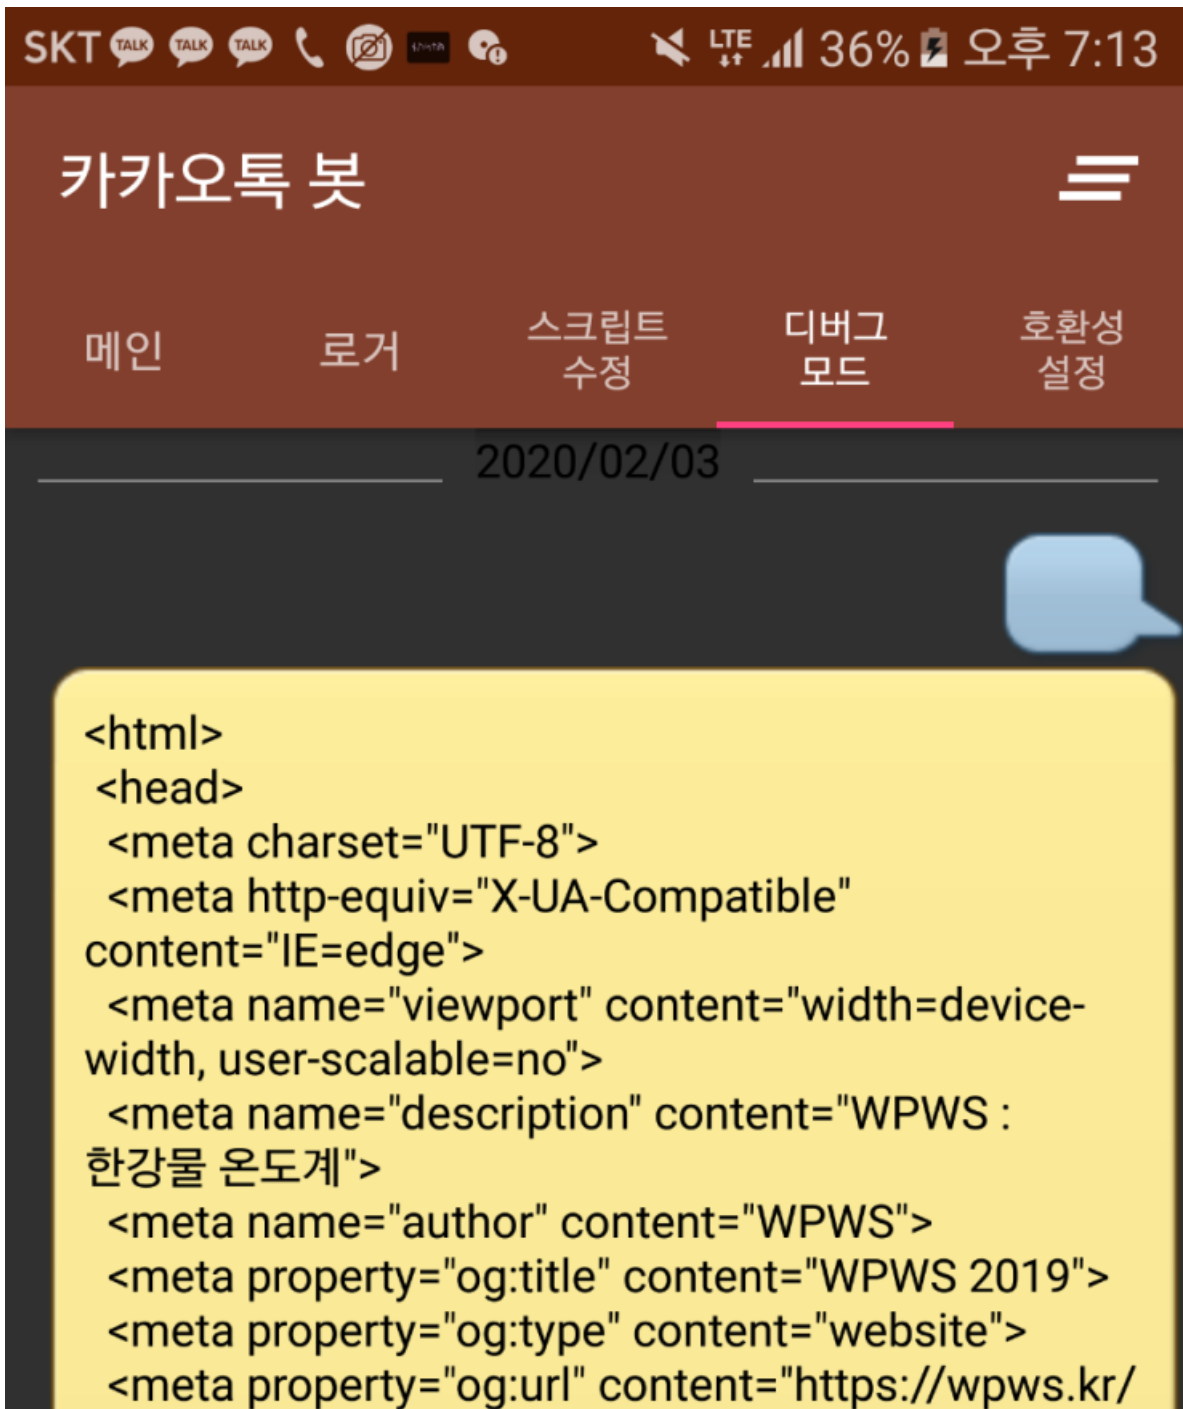 SKT TALK TALK TALK LTE 36% 오후 7:13
카카오톡 봇
메인 로거 스크립트 수정 디버그 모드 호환성 설정
2020/02/03
<html>
<head>
<meta charset="UTF-8">
<meta http-equiv="X-UA-Compatible"
content="IE=edge">
<meta name="viewport" content="width=device-
width, user-scalable=no">
<meta name="description" content="WPWS :
한강물 온도계">
<meta name="author" content="WPWS">
<meta property="og:title" content="WPWS 2019">
<meta property="og:type" content="website">
<meta property="og:url" content="https://wpws.kr/